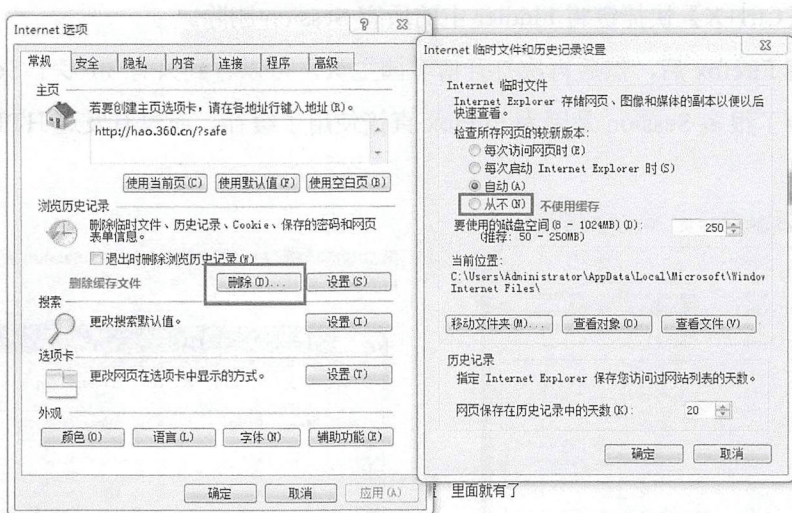 Internet 选项
常规 安全 隐私 内容 连接 程序 高级
主页
若要创建主页选项卡，请在各地址行键入地址(R)。
http://hao.360.cn/?safe
使用当前页(C) 使用默认值(F) 使用空白页(B)
浏览历史记录
删除临时文件、历史记录、Cookie、保存的密码和网页
表单信息。
退出时删除浏览历史记录(W)
删除缓存文件 删除(D)... 设置(S)
搜索
更改搜索默认值。 设置(I)
选项卡
更改网页在选项卡中显示的方式。 设置(T)
外观
颜色(O) 语言(L) 字体(N) 辅助功能(E)
确定 取消 应用(A)
Internet 临时文件和历史记录设置
Internet 临时文件
Internet Explorer 存储网页、图像和媒体的副本以便以后
快速查看。
检查所存网页的较新版本:
每次访问网页时(E)
每次启动 Internet Explorer 时(S)
自动(A)
从不(N) 不使用缓存
要使用的磁盘空间(8 - 1024MB)(D): 250
(推荐: 50 - 250MB)
当前位置:
C:\Users\Administrator\AppData\Local\Microsoft\Window
Internet Files\
移动文件夹(M)... 查看对象(O) 查看文件(V)
历史记录
指定 Internet Explorer 保存您访问过网站列表的天数。
网页保存在历史记录中的天数(K): 20
确定 取消
里面就有了